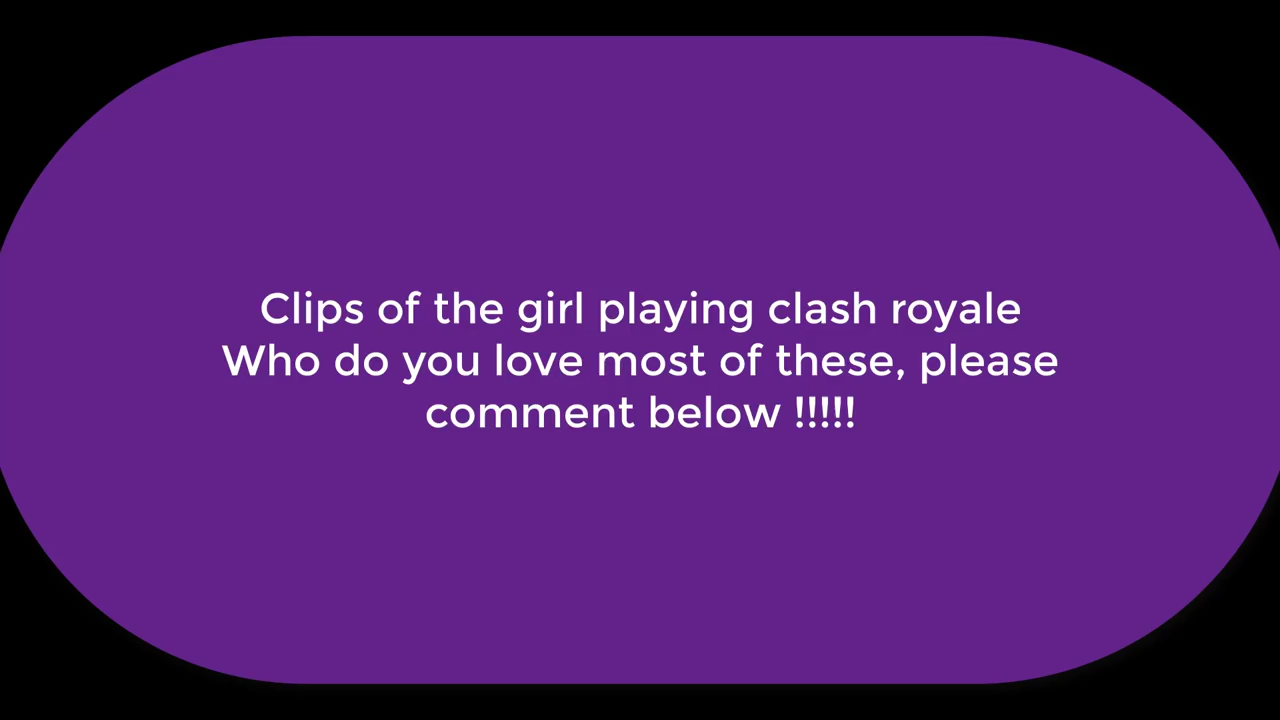 Clips of the girl playing clash royale
Who do you love most of these, please
comment below !!!!!